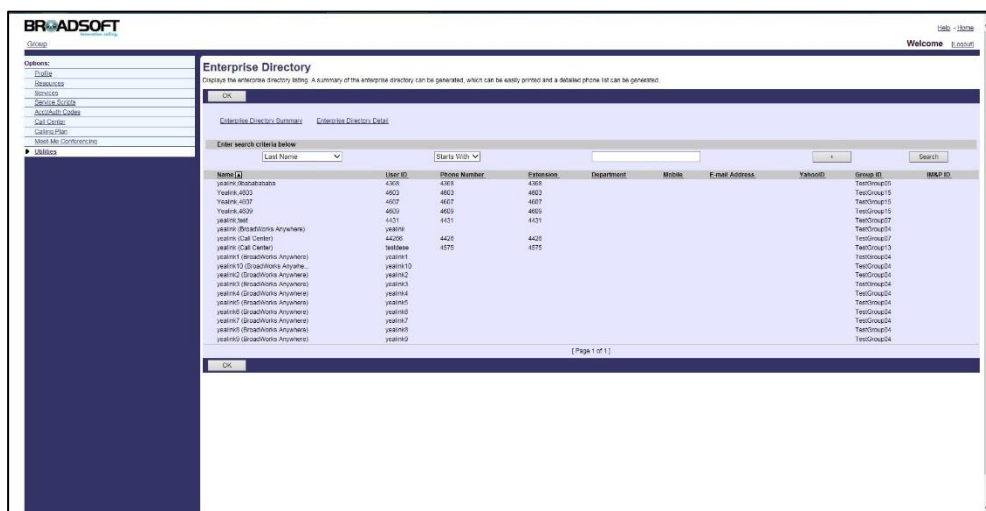 BROADSOFT
Help - Home
Group
Welcome [Logout]
Options:
Profile
Resources
Services
Service Scripts
Acct/Auth Codes
Call Center
Calling Plan
Meet-Me Conferencing
Utilities
Enterprise Directory
Displays the enterprise directory listing. A summary of the enterprise directory can be generated, which can be easily printed and a detailed phone list can be generated
OK
Enterprise Directory Summary Enterprise Directory Detail
Enter search criteria below
Last Name Starts With + Search
Name User ID Phone Number Extension Department Mobile E-mail Address YahooID Group ID IM&P ID
4368 4368 4368 TestGroup05
Yealink,4603 4603 4603 4603 TestGroup15
Yealink,4607 4607 4607 4607 TestGroup15
Yealink,4609 4609 4609 4609 TestGroup15
yealink,test 4431 4431 4431 TestGroup07
yealink (BroadWorks Anywhere) yealink TestGroup04
yealink (Call Center) 44266 4426 4426 TestGroup07
yealink (Call Center) testdese 4575 4575 TestGroup13
yealink1 (BroadWorks Anywhere) yealink1 TestGroup04
yealink10 (BroadWorks Anywhe... yealink10 TestGroup04
yealink2 (BroadWorks Anywhere) yealink2 TestGroup04
yealink3 (BroadWorks Anywhere) yealink3 TestGroup04
yealink4 (BroadWorks Anywhere) yealink4 TestGroup04
yealink5 (BroadWorks Anywhere) yealink5 TestGroup04
yealink6 (BroadWorks Anywhere) yealink6 TestGroup04
yealink7 (BroadWorks Anywhere) yealink7 TestGroup04
yealink8 (BroadWorks Anywhere) yealink8 TestGroup04
yealink9 (BroadWorks Anywhere) yealink9 TestGroup04
[ Page 1 of 1 ]
OK